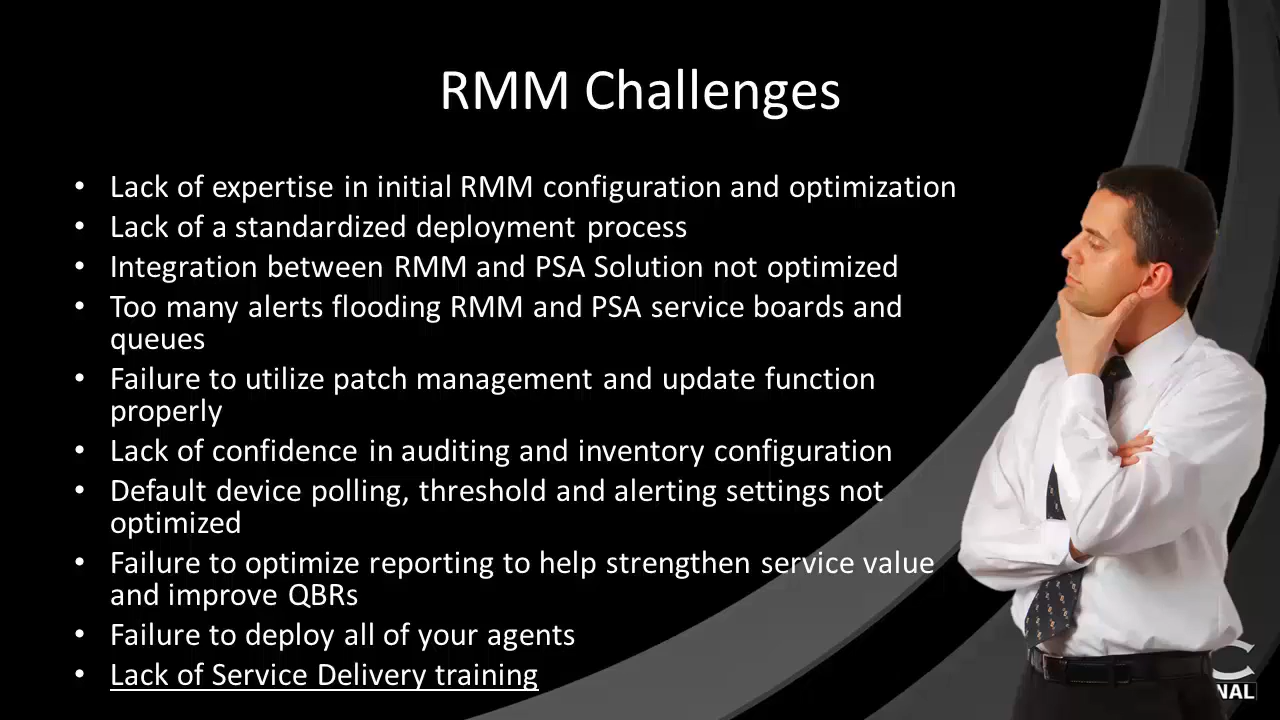 RMM Challenges
• Lack of expertise in initial RMM configuration and optimization
• Lack of a standardized deployment process
• Integration between RMM and PSA Solution not optimized
• Too many alerts flooding RMM and PSA service boards and
queues
• Failure to utilize patch management and update function
properly
• Lack of confidence in auditing and inventory configuration
• Default device polling, threshold and alerting settings not
optimized
• Failure to optimize reporting to help strengthen service value
and improve QBRs
• Failure to deploy all of your agents
• Lack of Service Delivery training
NAL